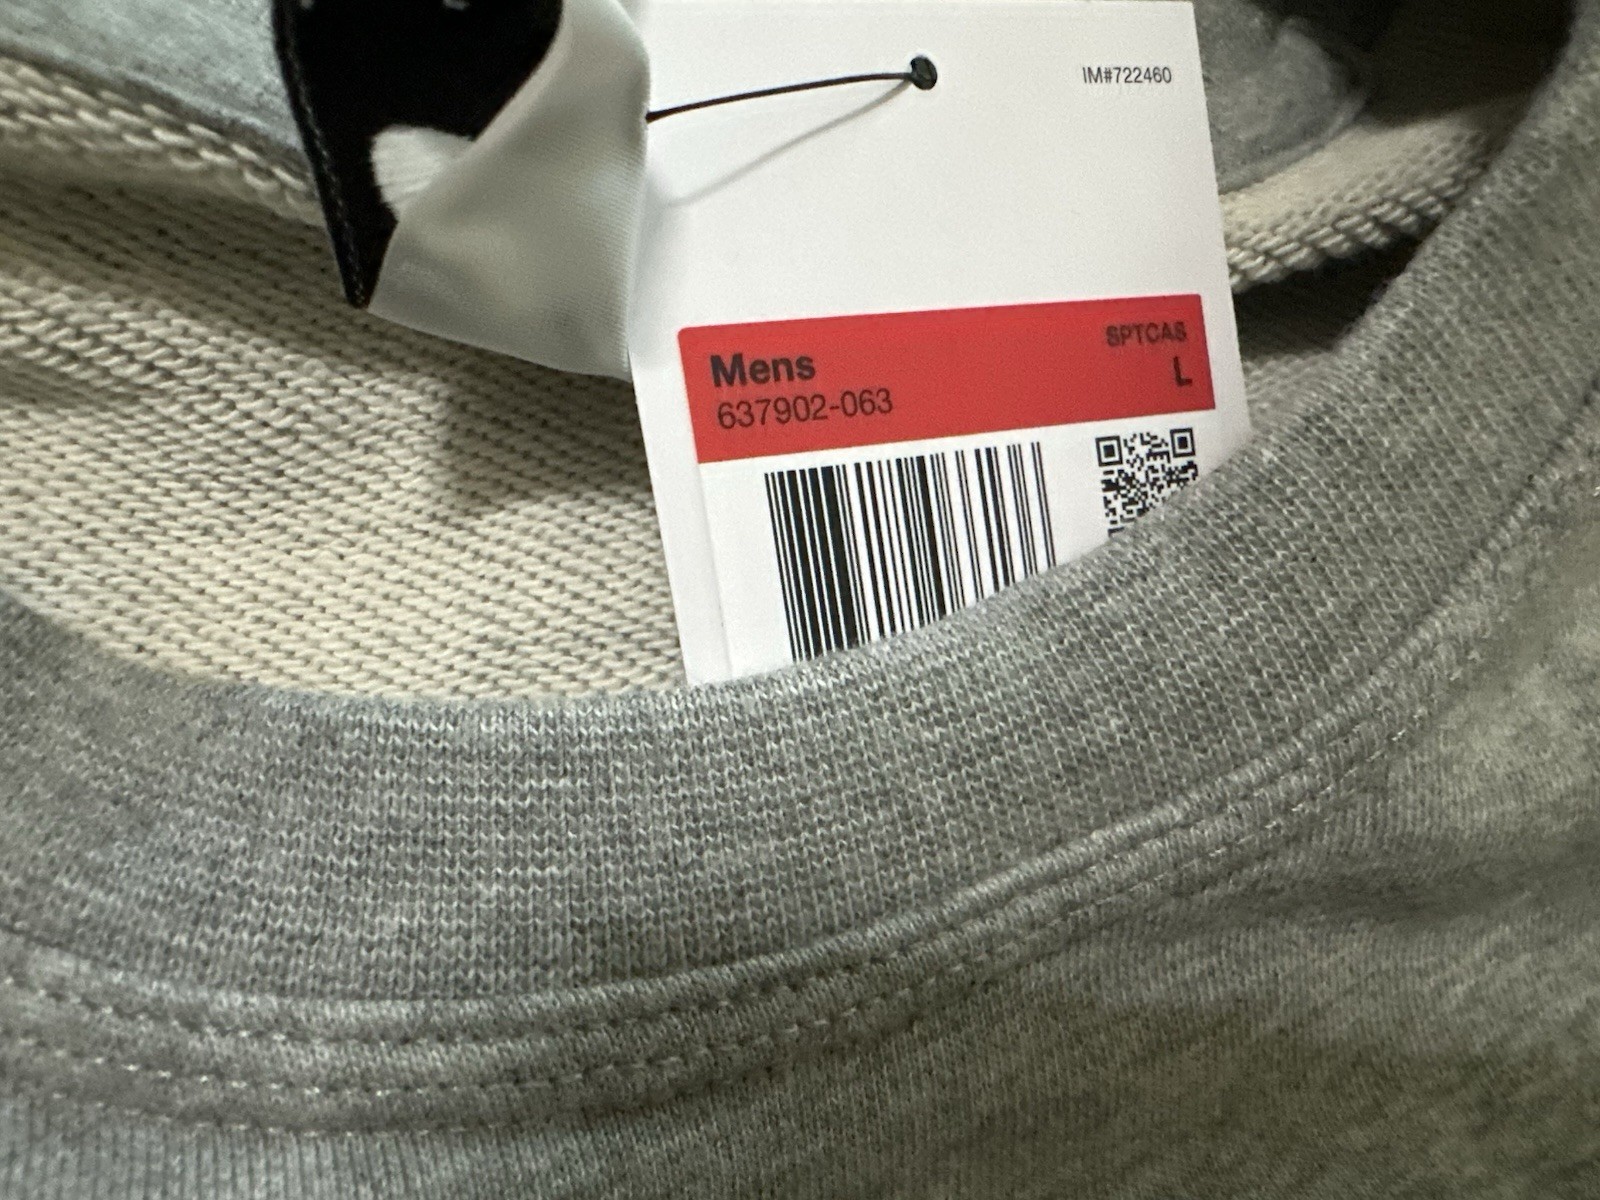 IM#722460
Mens
SPTCAS
637902-063
L